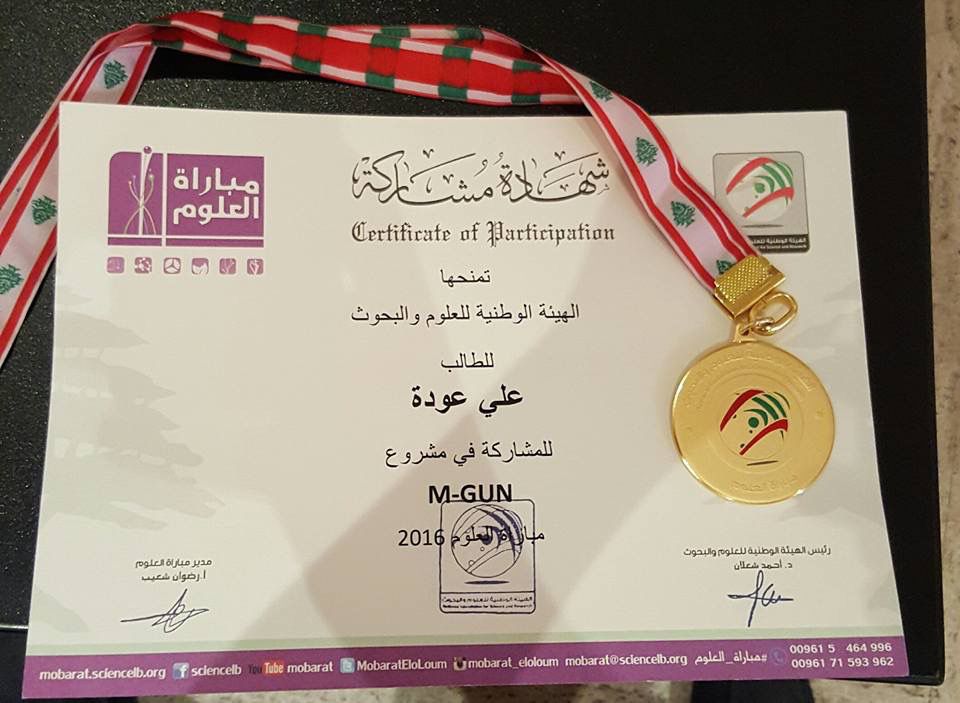 مباراة
العلوم
شهادة مشاركة
Certificate of Participation
تمنحها
الهيئة الوطنية للعلوم والبحوث
للطالب
علي عودة
للمشاركة في مشروع
M-GUN
مباراة العلوم 2016
الهيئة الوطنية للعلوم والبحوث
مدير مباراة العلوم
أ.رضوان شعيب
رئيس الهيئة الوطنية للعلوم والبحوث
د. أحمد شعلان
مباراة العلوم
mobarat.sciencelb.org sciencelb YouTube mobarat MobaratEloLoum mobarat_eloloum mobarat@sciencelb.org #مباراة_العلوم
00961 5 464 996
00961 71 593 962